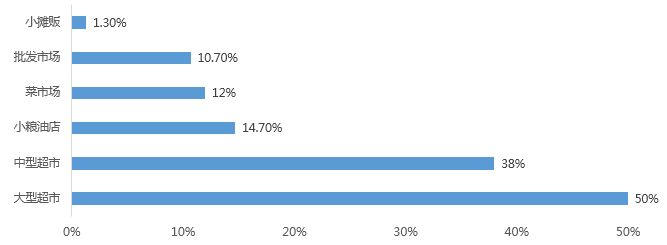 小摊贩 1.30%
批发市场 10.70%
菜市场 12%
小粮油店 14.70%
中型超市 38%
大型超市 50%
0% 10% 20% 30% 40% 50%